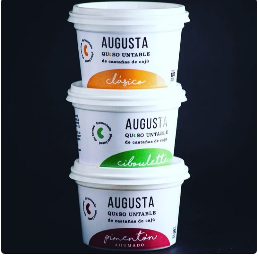 AUGUSTA
QUESO UNTABLE
de castañas de cajú
clásico
AUGUSTA
QUESO UNTABLE
de castañas de cajú
ciboulette
AUGUSTA
QUESO UNTABLE
de castañas de cajú
pimentón
AHUMADO